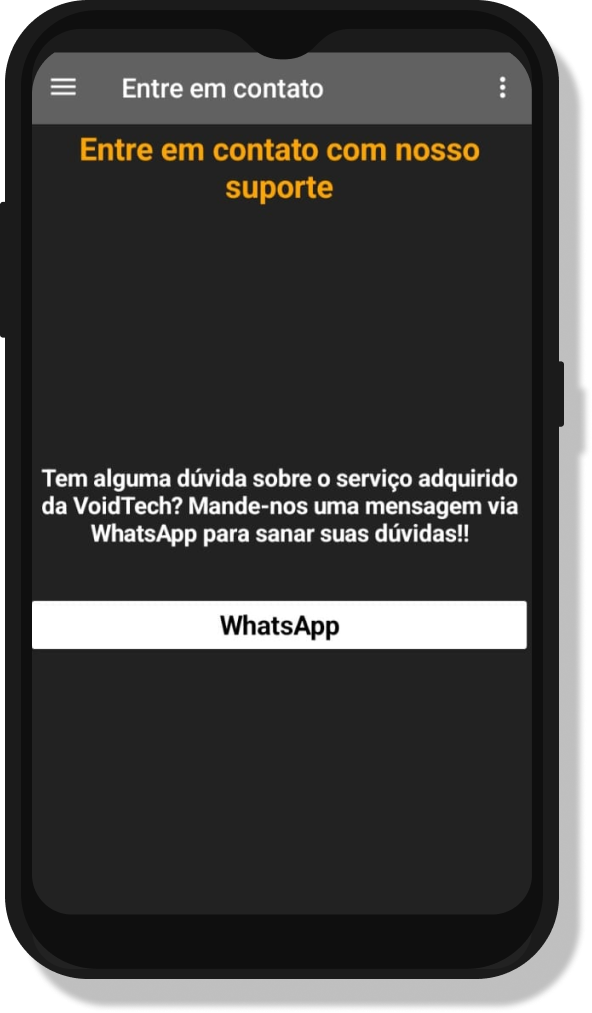 Entre em contato
Entre em contato com nosso
suporte
Tem alguma dúvida sobre o serviço adquirido
da VoidTech? Mande-nos uma mensagem via
WhatsApp para sanar suas dúvidas!!
WhatsApp